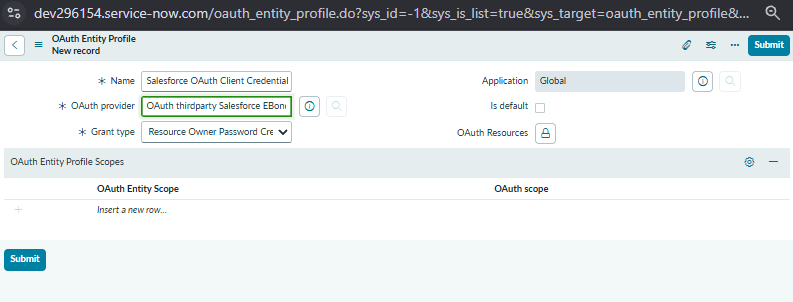 dev296154.service-now.com/oauth_entity_profile.do?sys_id=-1&sys_is_list=true&sys_target=oauth_entity_profile&...
OAuth Entity Profile
New record
Submit
* Name Salesforce OAuth Client Credential
Application Global
* OAuth provider OAuth thirdparty Salesforce EBon
Is default
* Grant type Resource Owner Password Cre
OAuth Resources
OAuth Entity Profile Scopes
OAuth Entity Scope OAuth scope
Insert a new row...
Submit